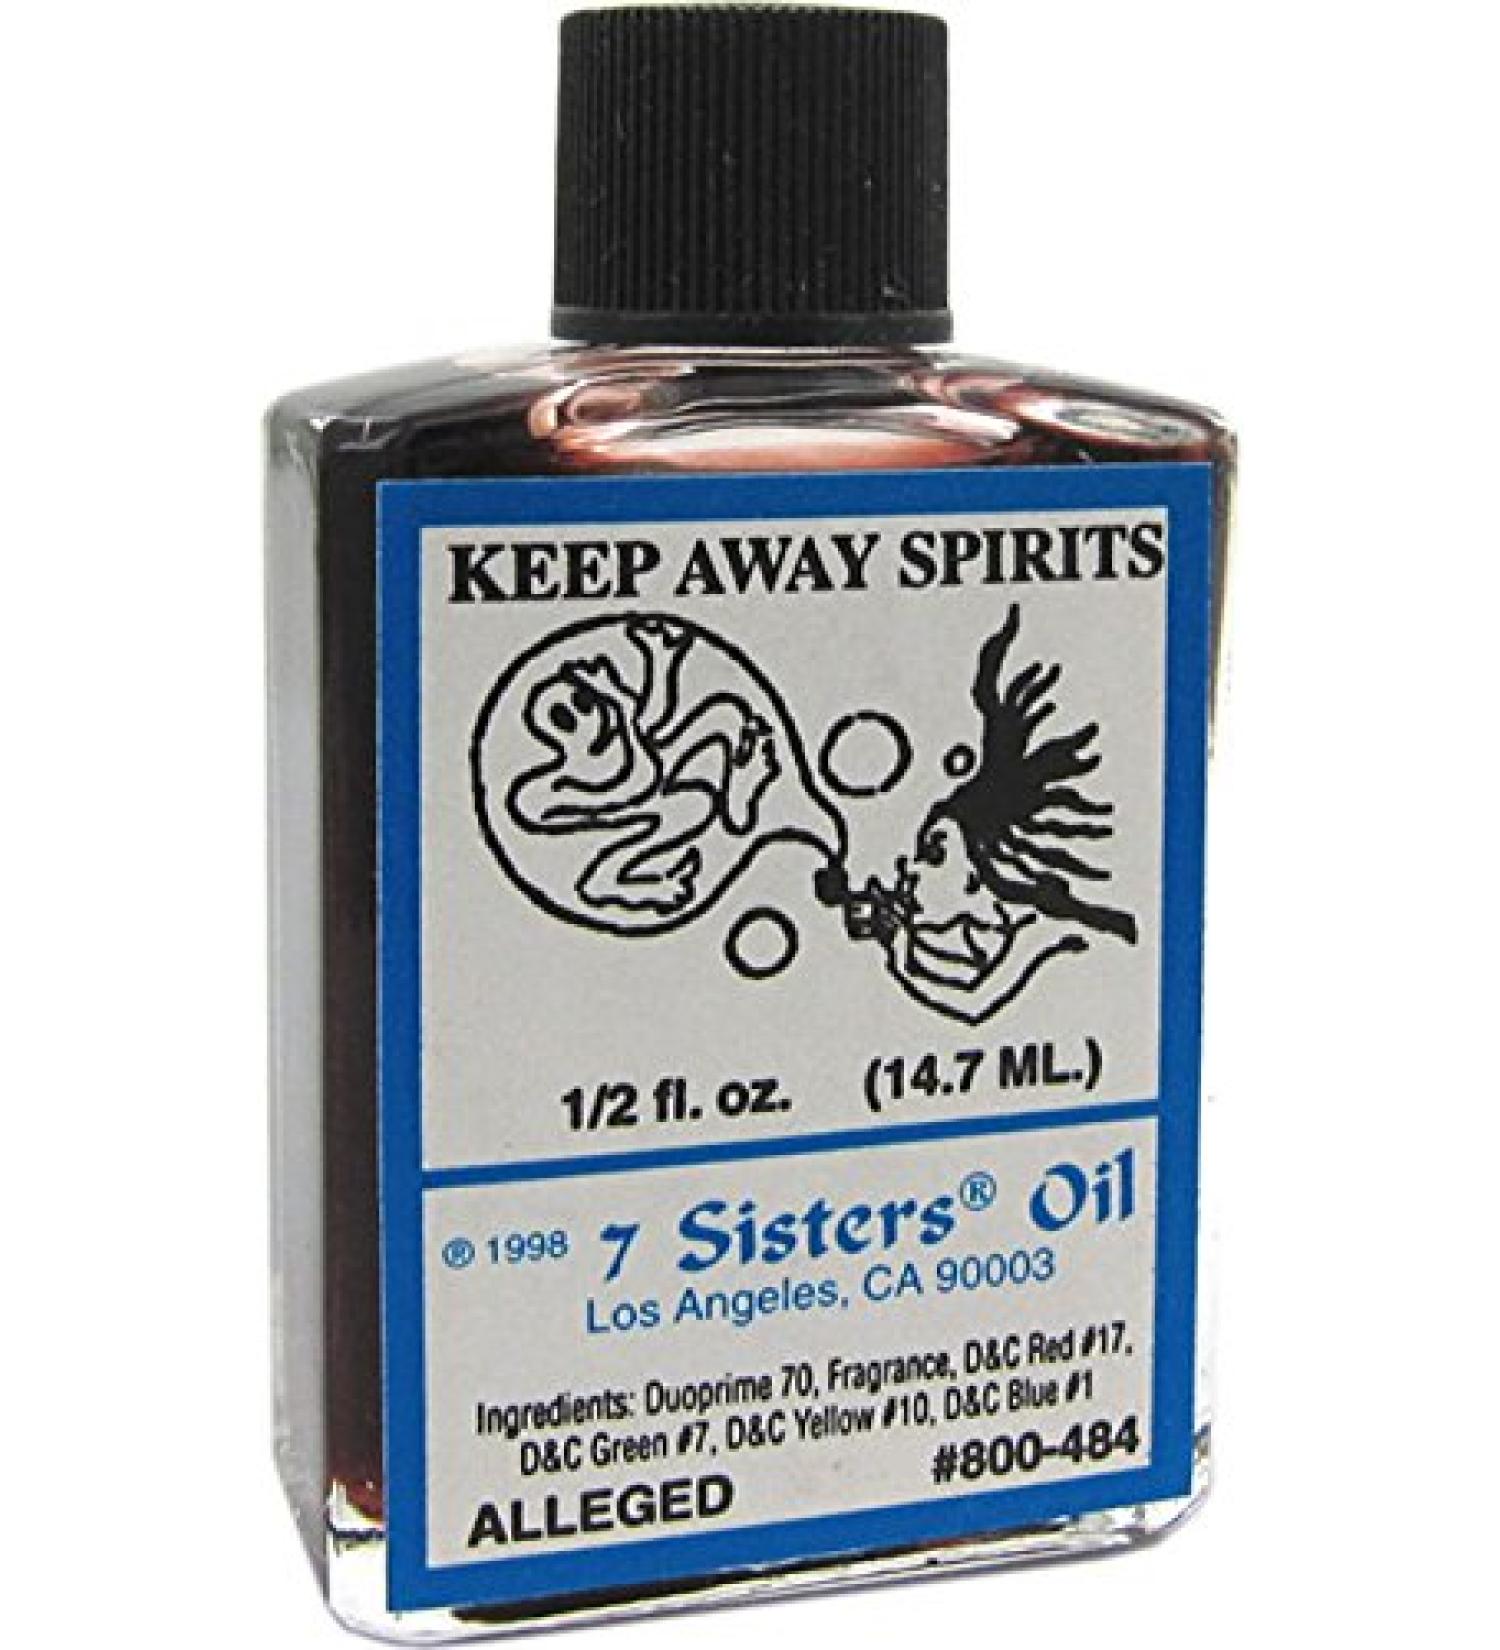 KEEP AWAY SPIRITS
1/2 fl. oz. (14.7 ML.)
® 1998 7 Sisters® Oil
Los Angeles, CA 90003
Ingredients: Duoprime 70, Fragrance, D&C Red #17,
D&C Green #7, D&C Yellow #10, D&C Blue #1
#800-484
ALLEGED